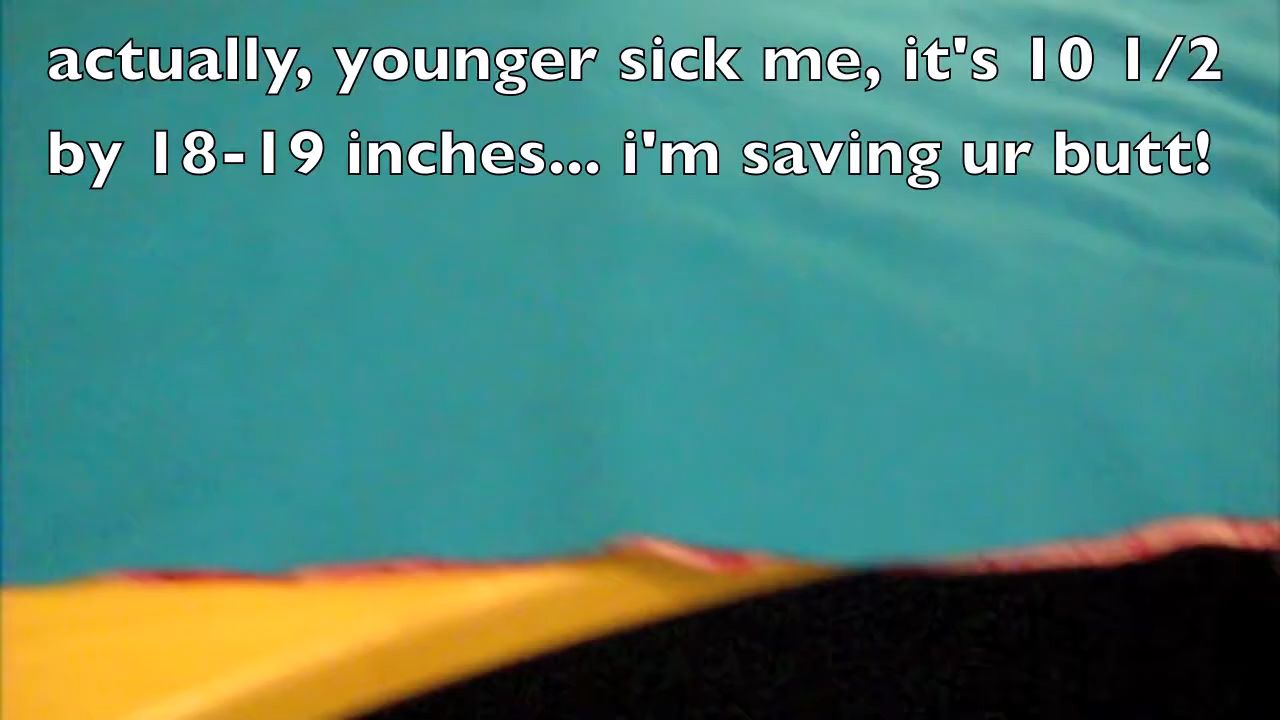 actually, younger sick me, it's 10 1/2
by 18-19 inches... i'm saving ur butt!